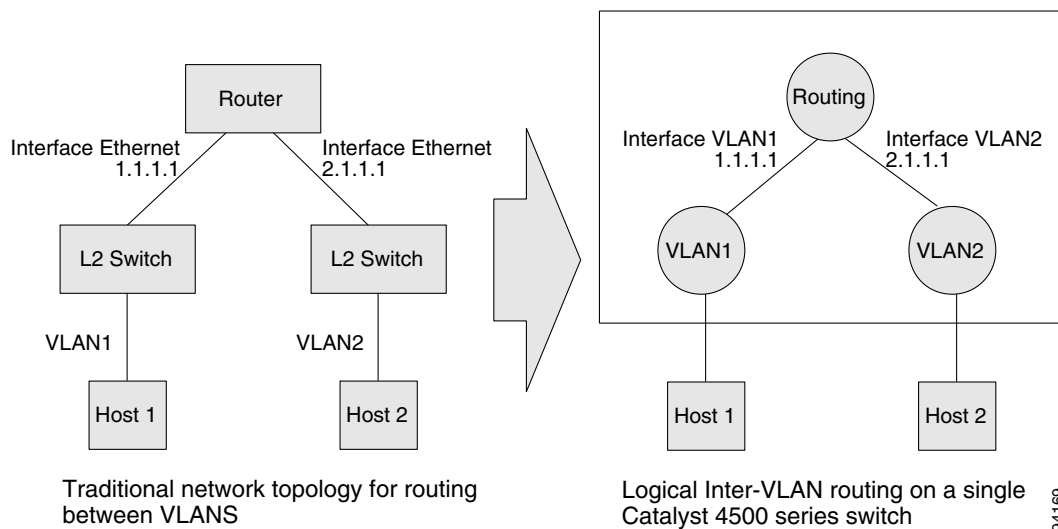 Router
Interface Ethernet
1.1.1.1
Interface Ethernet
2.1.1.1
L2 Switch
L2 Switch
VLAN1
VLAN2
Host 1
Host 2
Traditional network topology for routing
between VLANS
Routing
Interface VLAN1
1.1.1.1
Interface VLAN2
2.1.1.1
VLAN1
VLAN2
Host 1
Host 2
Logical Inter-VLAN routing on a single
Catalyst 4500 series switch